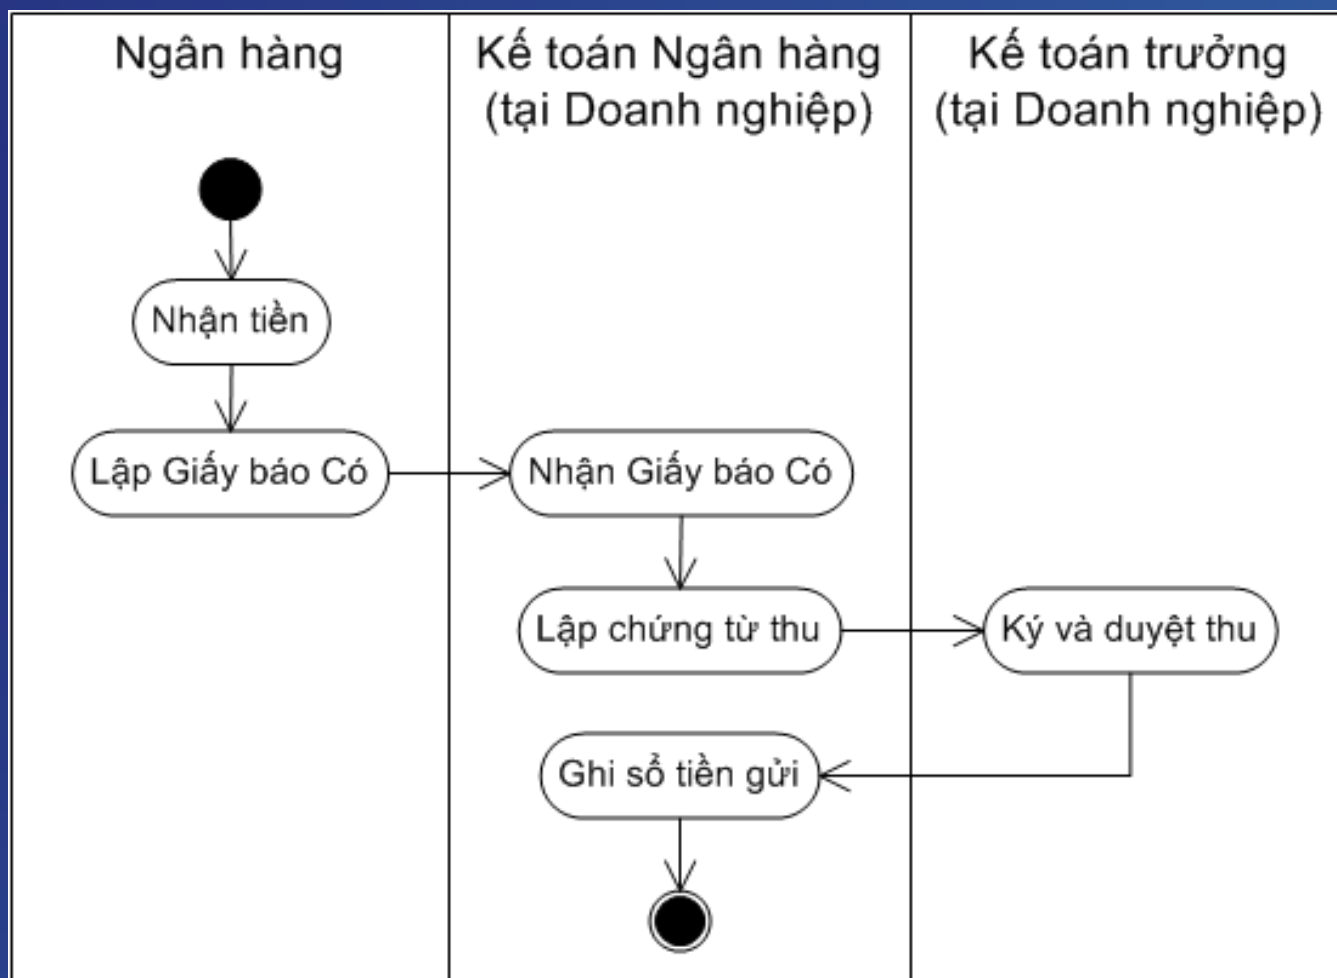 Ngân hàng
Kế toán Ngân hàng
(tại Doanh nghiệp)
Kế toán trưởng
(tại Doanh nghiệp)
Nhận tiền
Lập Giấy báo Có
Nhận Giấy báo Có
Lập chứng từ thu
Ký và duyệt thu
Ghi sổ tiền gửi